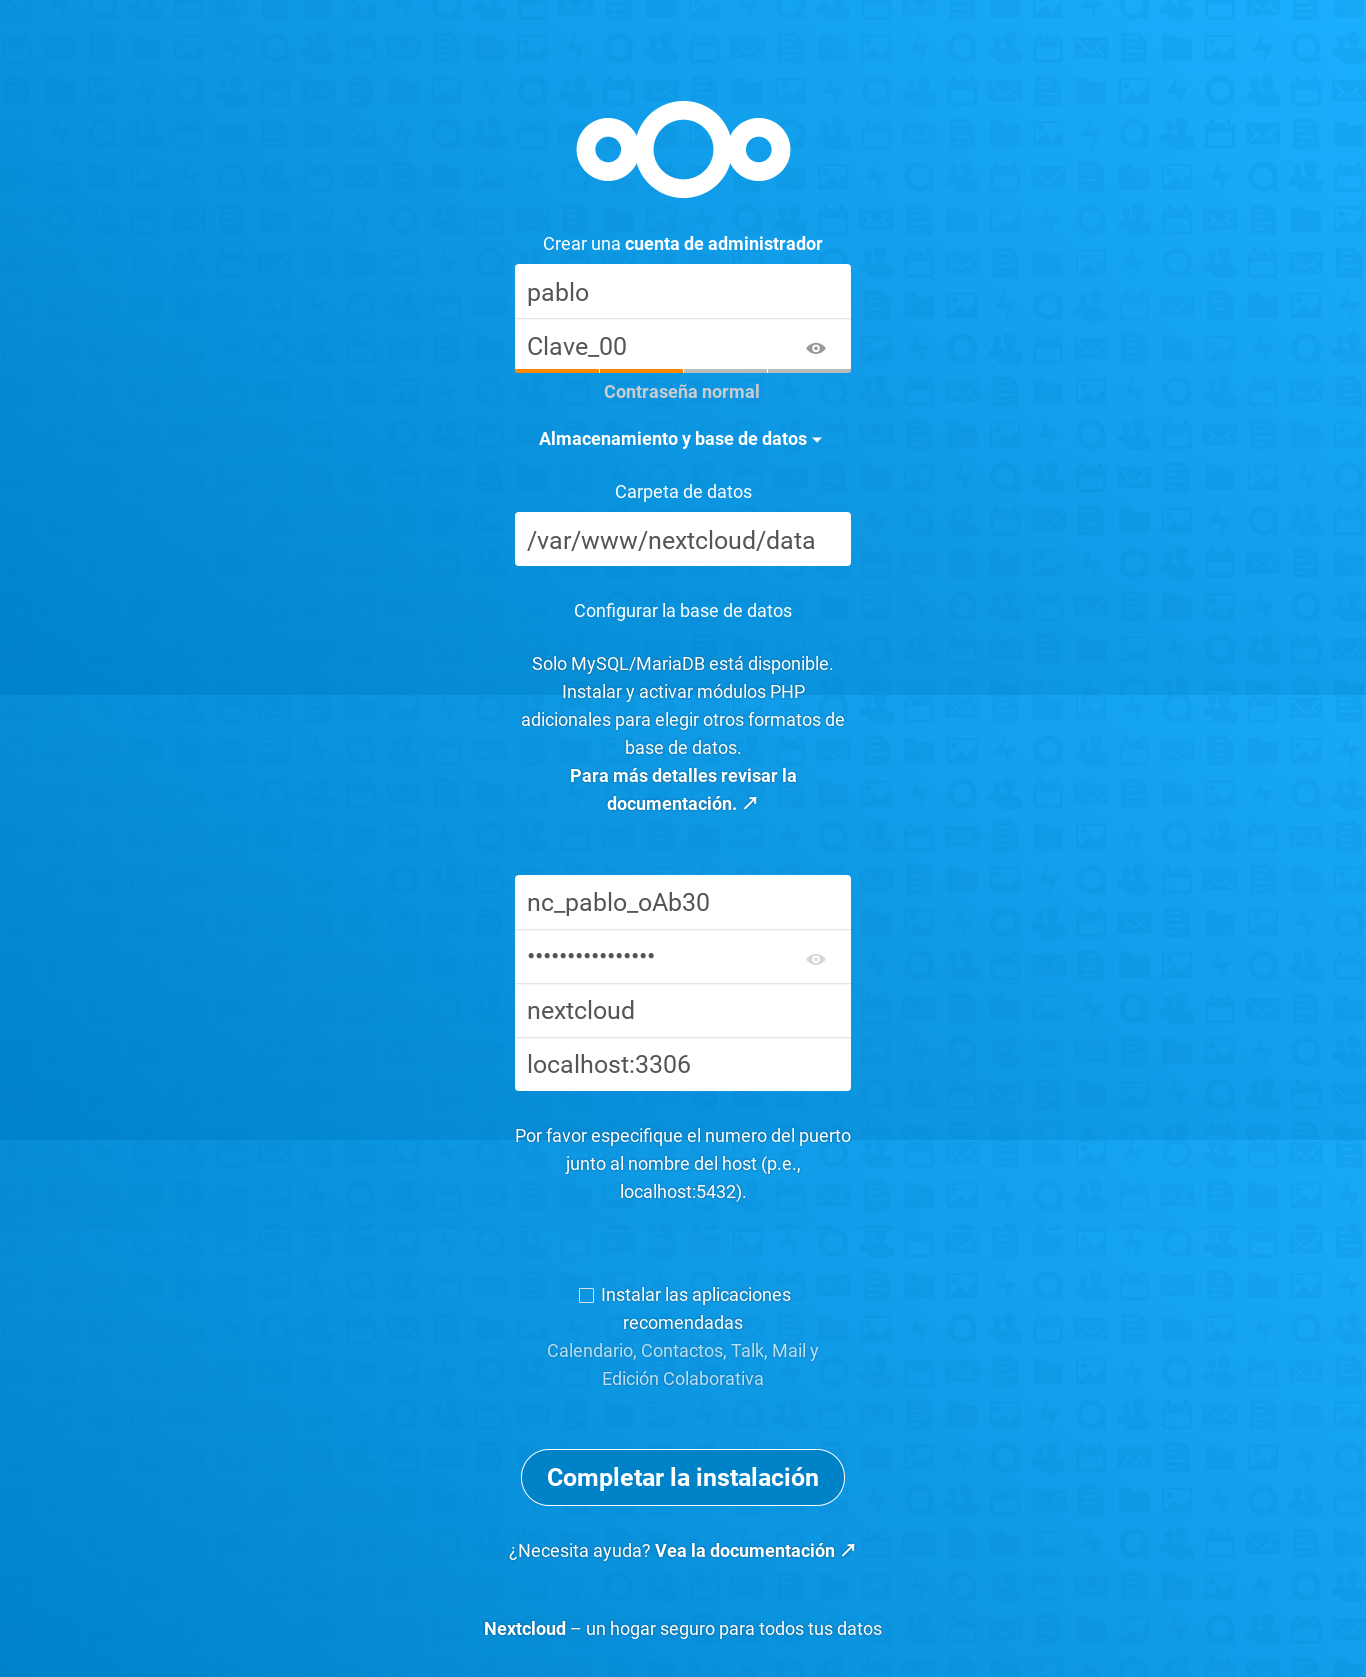 Crear una cuenta de administrador
pablo
Clave_00
Contraseña normal
Almacenamiento y base de datos
Carpeta de datos
/var/www/nextcloud/data
Configurar la base de datos
Solo MySQL/MariaDB está disponible.
Instalar y activar módulos PHP
adicionales para elegir otros formatos de
base de datos.
Para más detalles revisar la
documentación. ↗
nc_pablo_oAb30
••••••••••••••••
nextcloud
localhost:3306
Por favor especifique el numero del puerto
junto al nombre del host (p.e.,
localhost:5432).
Instalar las aplicaciones
recomendadas
Calendario, Contactos, Talk, Mail y
Edición Colaborativa
Completar la instalación
¿Necesita ayuda? Vea la documentación ↗
Nextcloud – un hogar seguro para todos tus datos